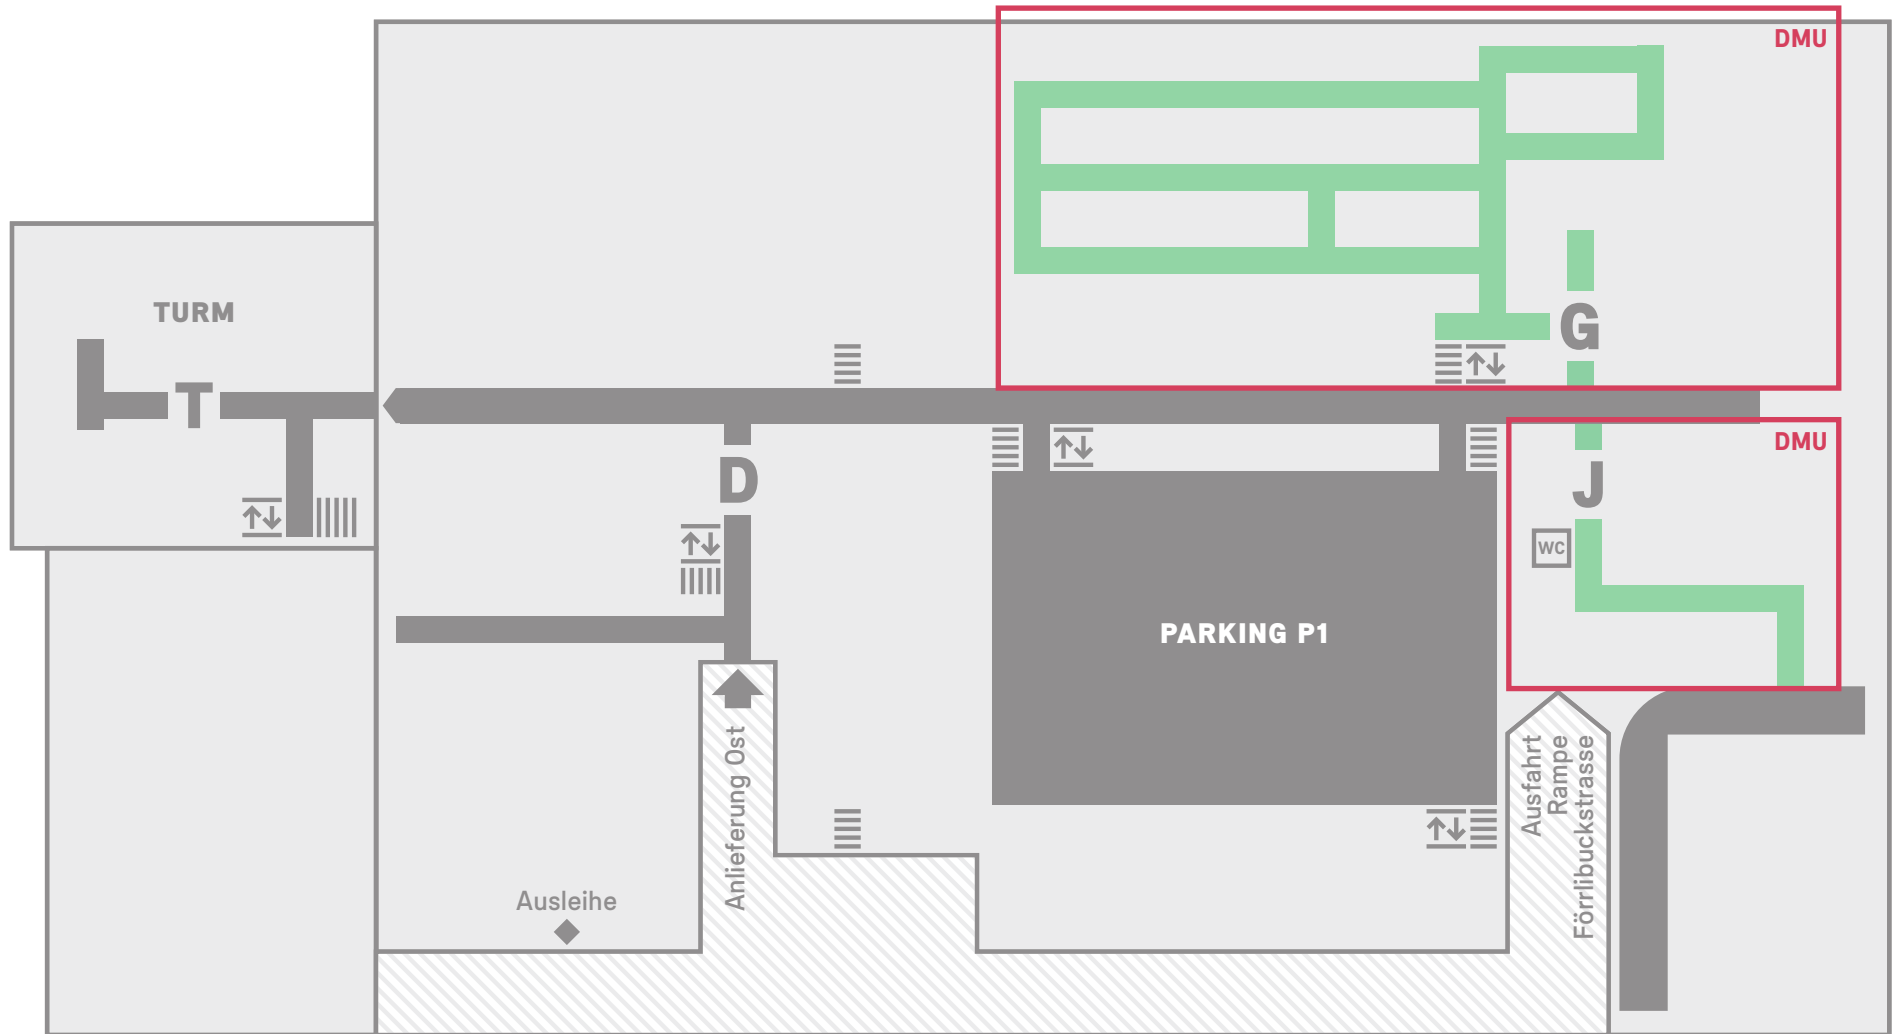 DMU
TURM
G
T
DMU
D
J
WC
PARKING P1
Anlieferung Ost
Ausfahrt
Rampe
Förrlibuckstrasse
Ausleihe